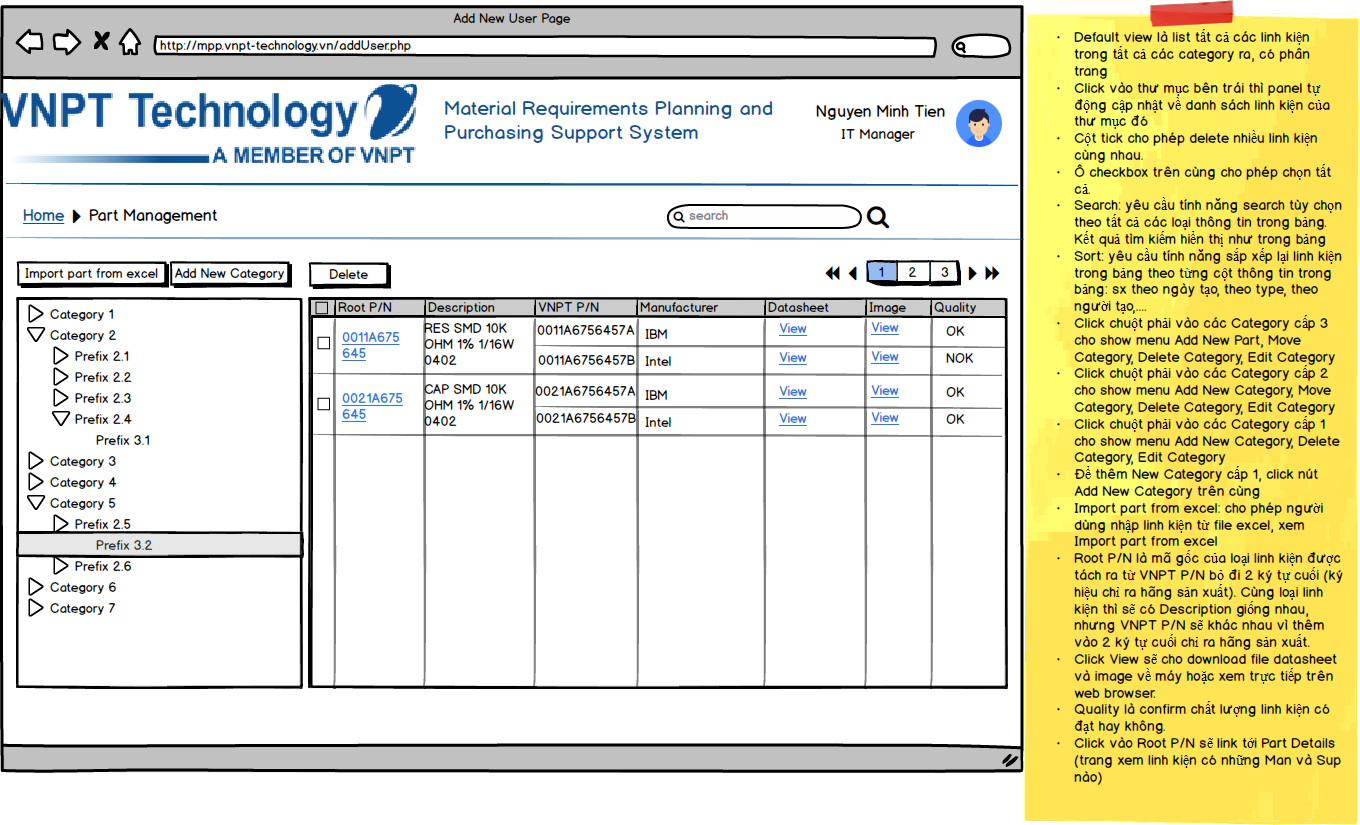 Add New User Page
http://mpp.vnpt-technology.vn/addUser.php
VNPT Technology
A MEMBER OF VNPT
Material Requirements Planning and
Purchasing Support System
Nguyen Minh Tien
IT Manager
Home Part Management
search
Import part from excel
Add New Category
Delete
1 2 3
Category 1
Category 2
Prefix 2.1
Prefix 2.2
Prefix 2.3
Prefix 2.4
Prefix 3.1
Category 3
Category 4
Category 5
Prefix 2.5
Prefix 3.2
Prefix 2.6
Category 6
Category 7
Root P/N Description VNPT P/N Manufacturer Datasheet Image Quality
0011A675
645
RES SMD 10K
OHM 1% 1/16W
0402
0011A6756457A IBM View View OK
0011A6756457B Intel View View NOK
0021A675
645
CAP SMD 10K
OHM 1% 1/16W
0402
0021A6756457A IBM View View OK
0021A6756457B Intel View View OK
· Default view là list tất cả các linh kiện
trong tất cả các category ra, có phân
trang
· Click vào thư mục bên trái thì panel tự
động cập nhật về danh sách linh kiện của
thư mục đó
· Cột tick cho phép delete nhiều linh kiện
cùng nhau.
· Ô checkbox trên cùng cho phép chọn tất
cả.
· Search: yêu cầu tính năng search tùy chọn
theo tất cả các loại thông tin trong bảng.
Kết quả tìm kiếm hiển thị như trong bảng
· Sort: yêu cầu tính năng sắp xếp lại linh kiện
trong bảng theo từng cột thông tin trong
bảng: sx theo ngày tạo, theo type, theo
người tạo,....
· Click chuột phải vào các Category cấp 3
cho show menu Add New Part, Move
Category, Delete Category, Edit Category
· Click chuột phải vào các Category cấp 2
cho show menu Add New Category, Move
Category, Delete Category, Edit Category
· Click chuột phải vào các Category cấp 1
cho show menu Add New Category, Delete
Category, Edit Category
· Để thêm New Category cấp 1, click nút
Add New Category trên cùng
· Import part from excel: cho phép người
dùng nhập linh kiện từ file excel, xem
Import part from excel
· Root P/N là mã gốc của loại linh kiện được
tách ra từ VNPT P/N bỏ đi 2 ký tự cuối (ký
hiệu chỉ ra hãng sản xuất). Cùng loại linh
kiện thì sẽ có Description giống nhau,
nhưng VNPT P/N sẽ khác nhau vì thêm
vào 2 ký tự cuối chỉ ra hãng sản xuất.
· Click View sẽ cho download file datasheet
và image về máy hoặc xem trực tiếp trên
web browser.
· Quality là confirm chất lượng linh kiện có
đạt hay không.
· Click vào Root P/N sẽ link tới Part Details
(trang xem linh kiện có những Man và Sup
nào)